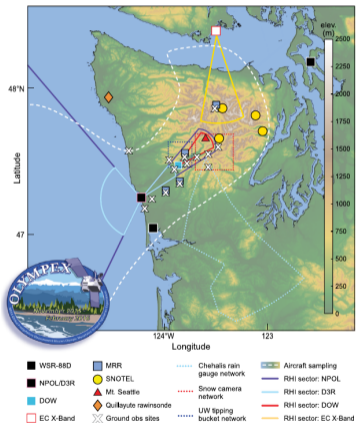 elev.
(m)
2500
2250
2000
1750
1500
1250
1000
750
500
250
0
48°N
47
Latitude
124°W
123
Longitude
OLYMPEX
WSR-88D
NPOL/D3R
DOW
EC X-Band
MRR
SNOTEL
Mt. Seattle
Quillayute rawinsonde
Ground obs sites
Chehalis rain
gauge network
Snow camera
network
UW tipping
bucket network
Aircraft sampling
RHI sector: NPOL
RHI sector: D3R
RHI sector: DOW
RHI sector: EC X-Band